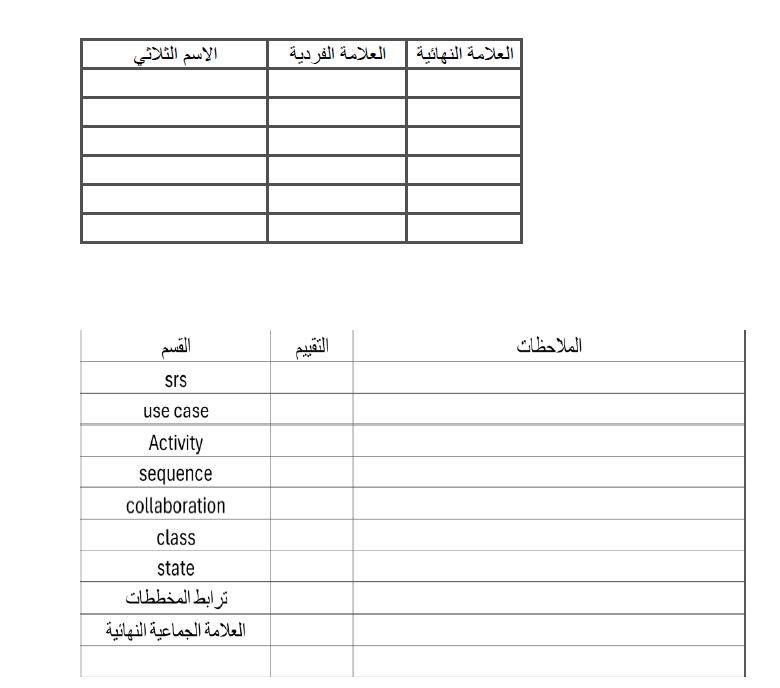 الاسم الثلاثي العلامة الفردية العلامة النهائية
القسم التقييم الملاحظات
srs
use case
Activity
sequence
collaboration
class
state
ترابط المخططات
العلامة الجماعية النهائية